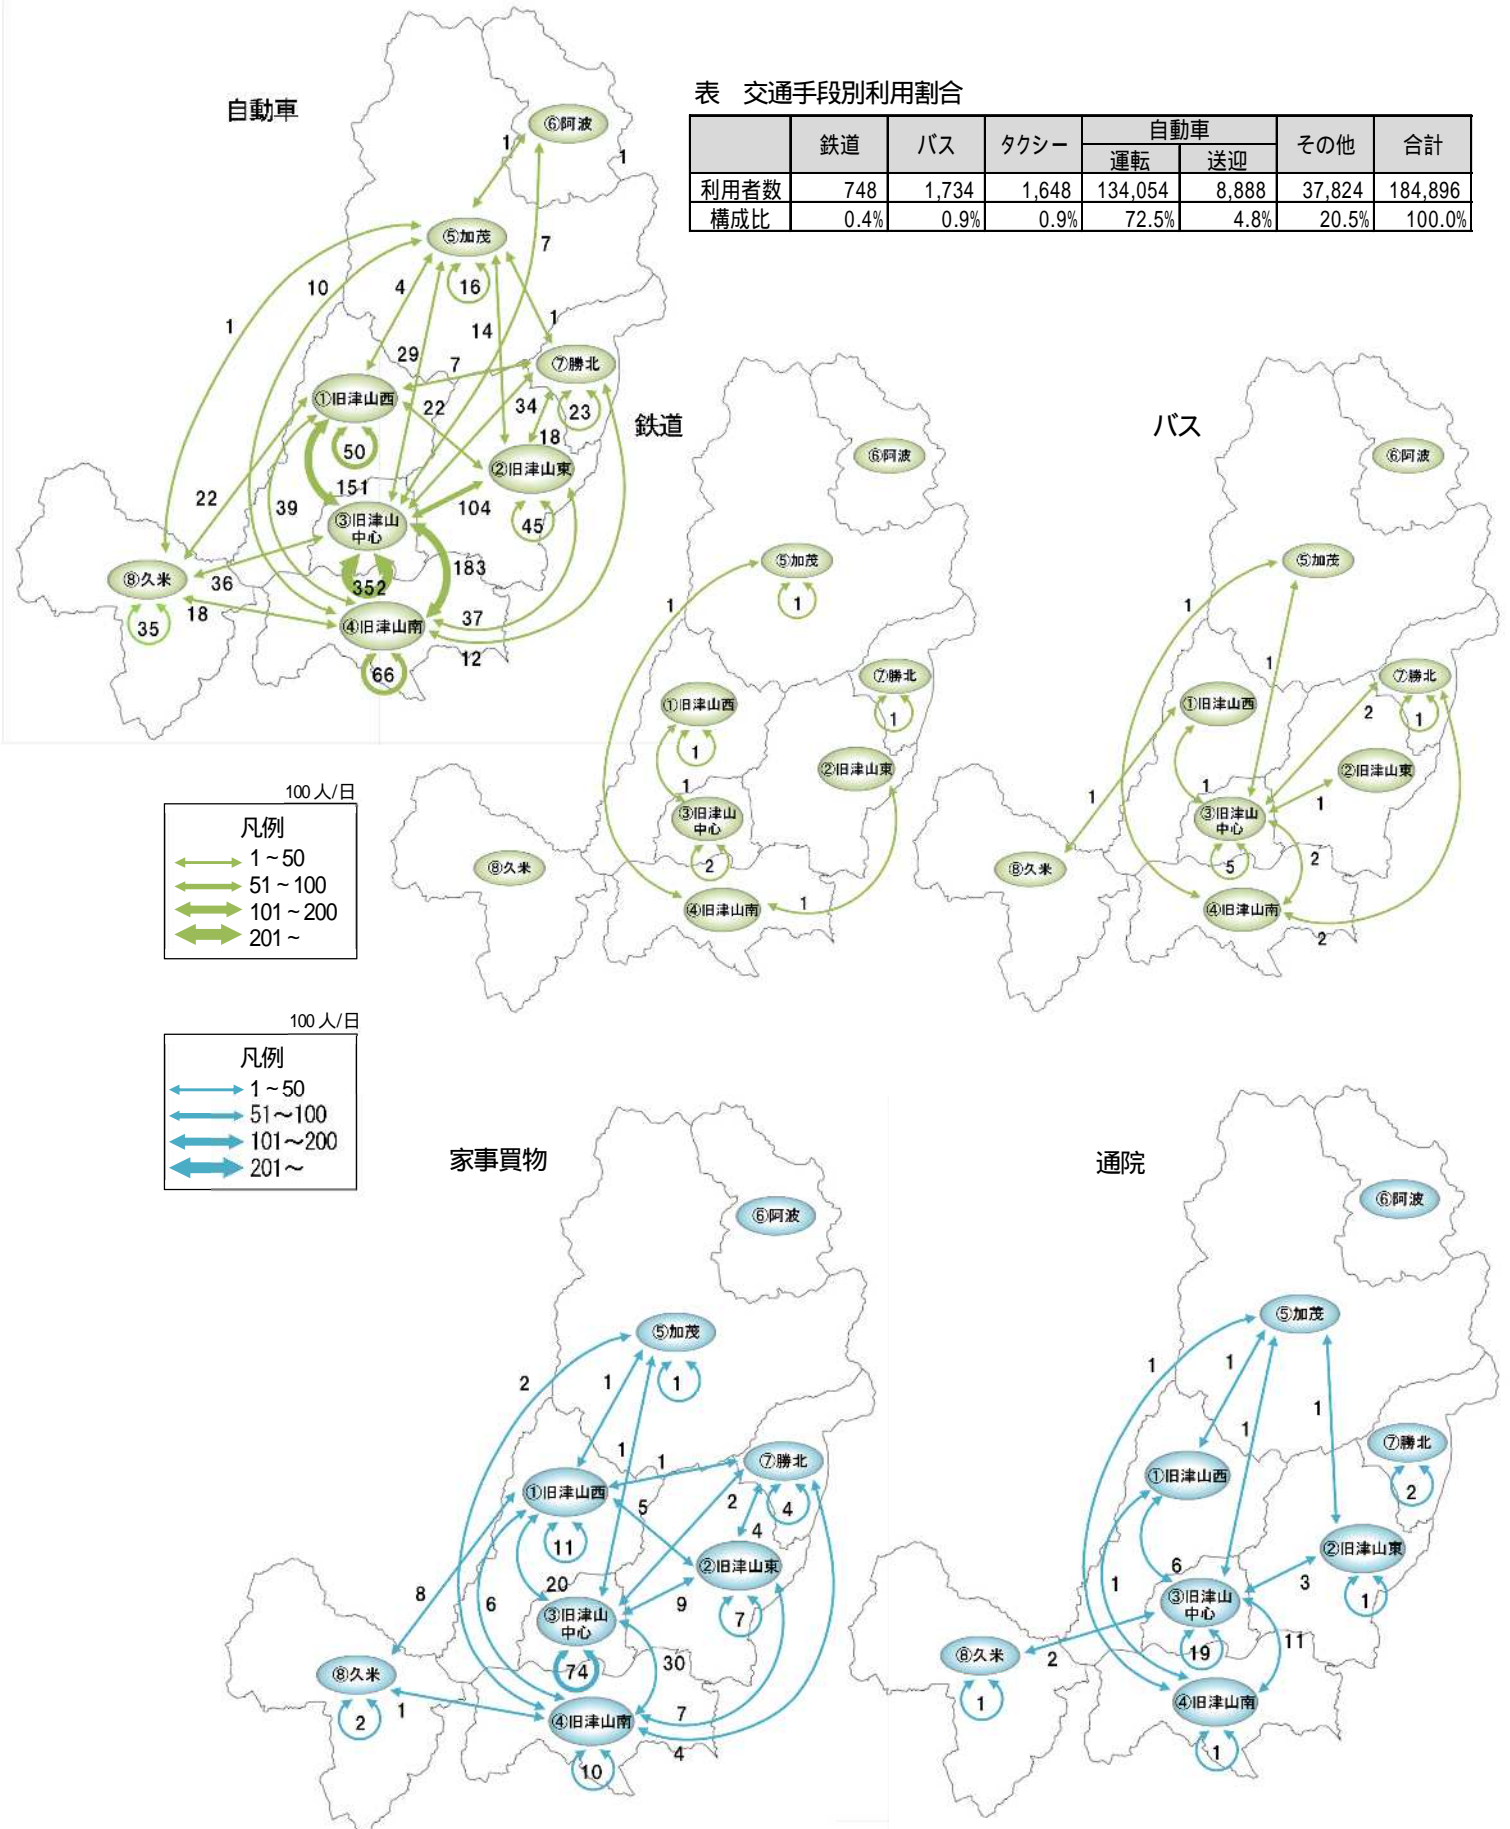 表　交通手段別利用割合
鉄道 バス タクシー 自動車 その他 合計
運転 送迎
利用者数 748 1,734 1,648 134,054 8,888 37,824 184,896
構成比 0.4% 0.9% 0.9% 72.5% 4.8% 20.5% 100.0%
自動車
⑥阿波
1
1
⑤加茂
7
16
10
4
1
14
1
29
7
⑦勝北
①旧津山西
22
34
23
18
50
②旧津山東
22
39
151
104
45
③旧津山
中心
183
⑧久米
36
352
35
18
④旧津山南
37
12
66
鉄道
⑥阿波
⑤加茂
1
1
⑦勝北
①旧津山西
1
1
②旧津山東
1
③旧津山
中心
2
⑧久米
④旧津山南
1
バス
⑥阿波
⑤加茂
1
1
⑦勝北
①旧津山西
2
1
②旧津山東
1
1
1
③旧津山
中心
2
5
⑧久米
④旧津山南
2
100人/日
凡例
1~50
51~100
101~200
201~
100人/日
凡例
1~50
51~100
101~200
201~
家事買物
⑥阿波
⑤加茂
2
1
1
1
1
⑦勝北
①旧津山西
5
2
4
4
11
②旧津山東
8
20
6
9
7
③旧津山
中心
30
74
⑧久米
2
1
④旧津山南
7
4
10
通院
⑥阿波
⑤加茂
1
1
1
1
⑦勝北
①旧津山西
2
②旧津山東
6
1
3
1
③旧津山
中心
11
19
⑧久米
2
1
④旧津山南
1